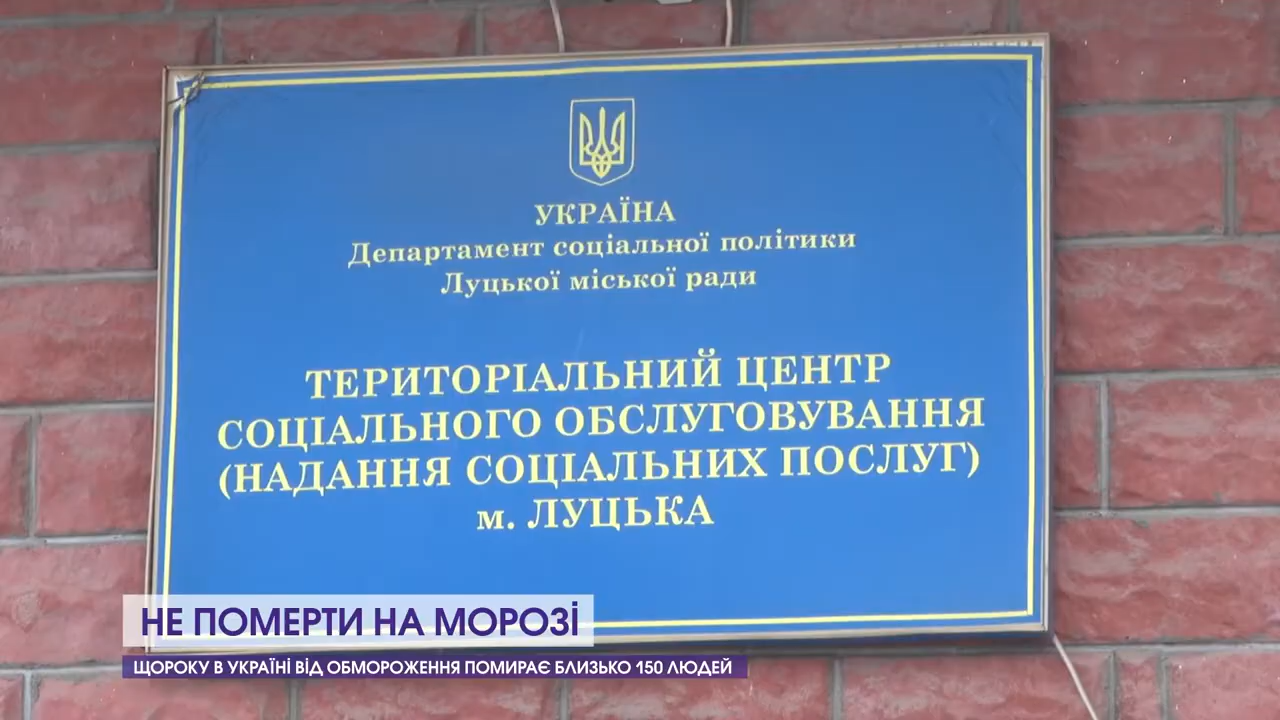 УКРАЇНА
Департамент соціальної політики
Луцької міської ради
ТЕРИТОРІАЛЬНИЙ ЦЕНТР
СОЦІАЛЬНОГО ОБСЛУГОВУВАННЯ
(НАДАННЯ СОЦІАЛЬНИХ ПОСЛУГ)
м. ЛУЦЬКА
НЕ ПОМЕРТИ НА МОРОЗІ
ЩОРОКУ В УКРАЇНІ ВІД ОБМОРОЖЕННЯ ПОМИРАЄ БЛИЗЬКО 150 ЛЮДЕЙ